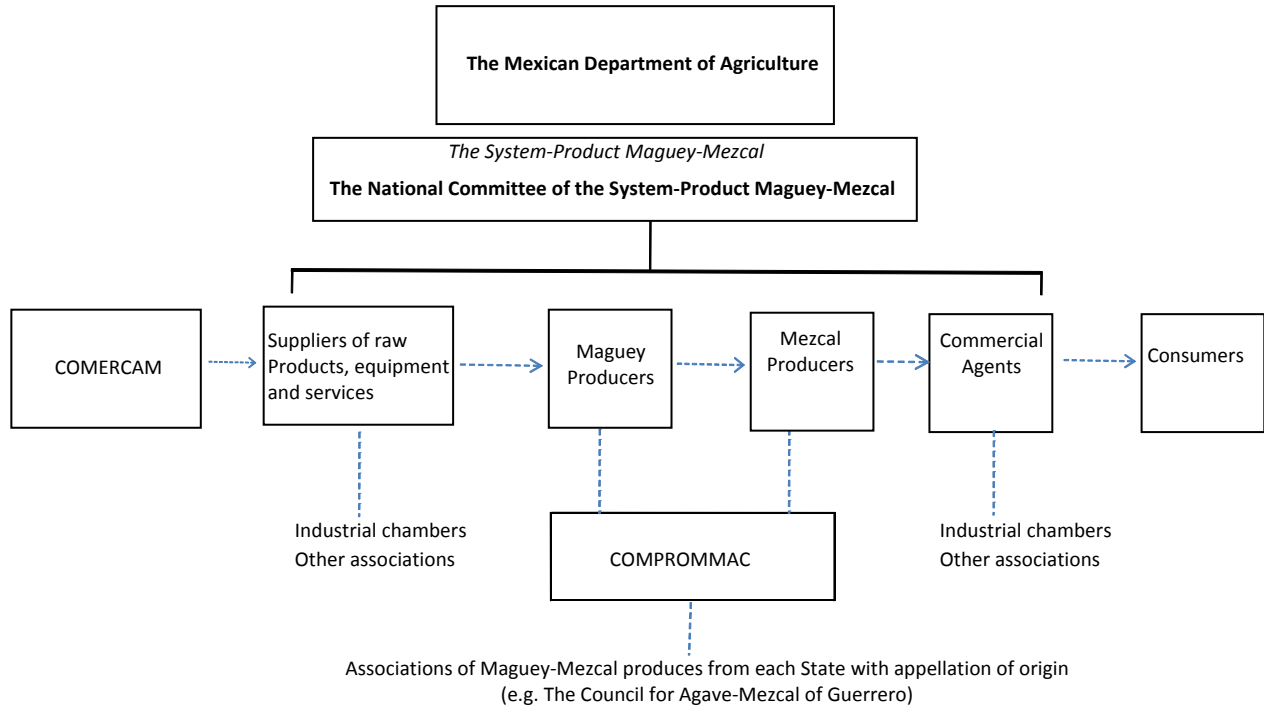 The Mexican Department of Agriculture
The System-Product Maguey-Mezcal
The National Committee of the System-Product Maguey-Mezcal
COMERCAM
Suppliers of raw
Products, equipment
and services
Maguey
Producers
Mezcal
Producers
Commercial
Agents
Consumers
Industrial chambers
Other associations
COMPROMMAC
Industrial chambers
Other associations
Associations of Maguey-Mezcal produces from each State with appellation of origin
(e.g. The Council for Agave-Mezcal of Guerrero)